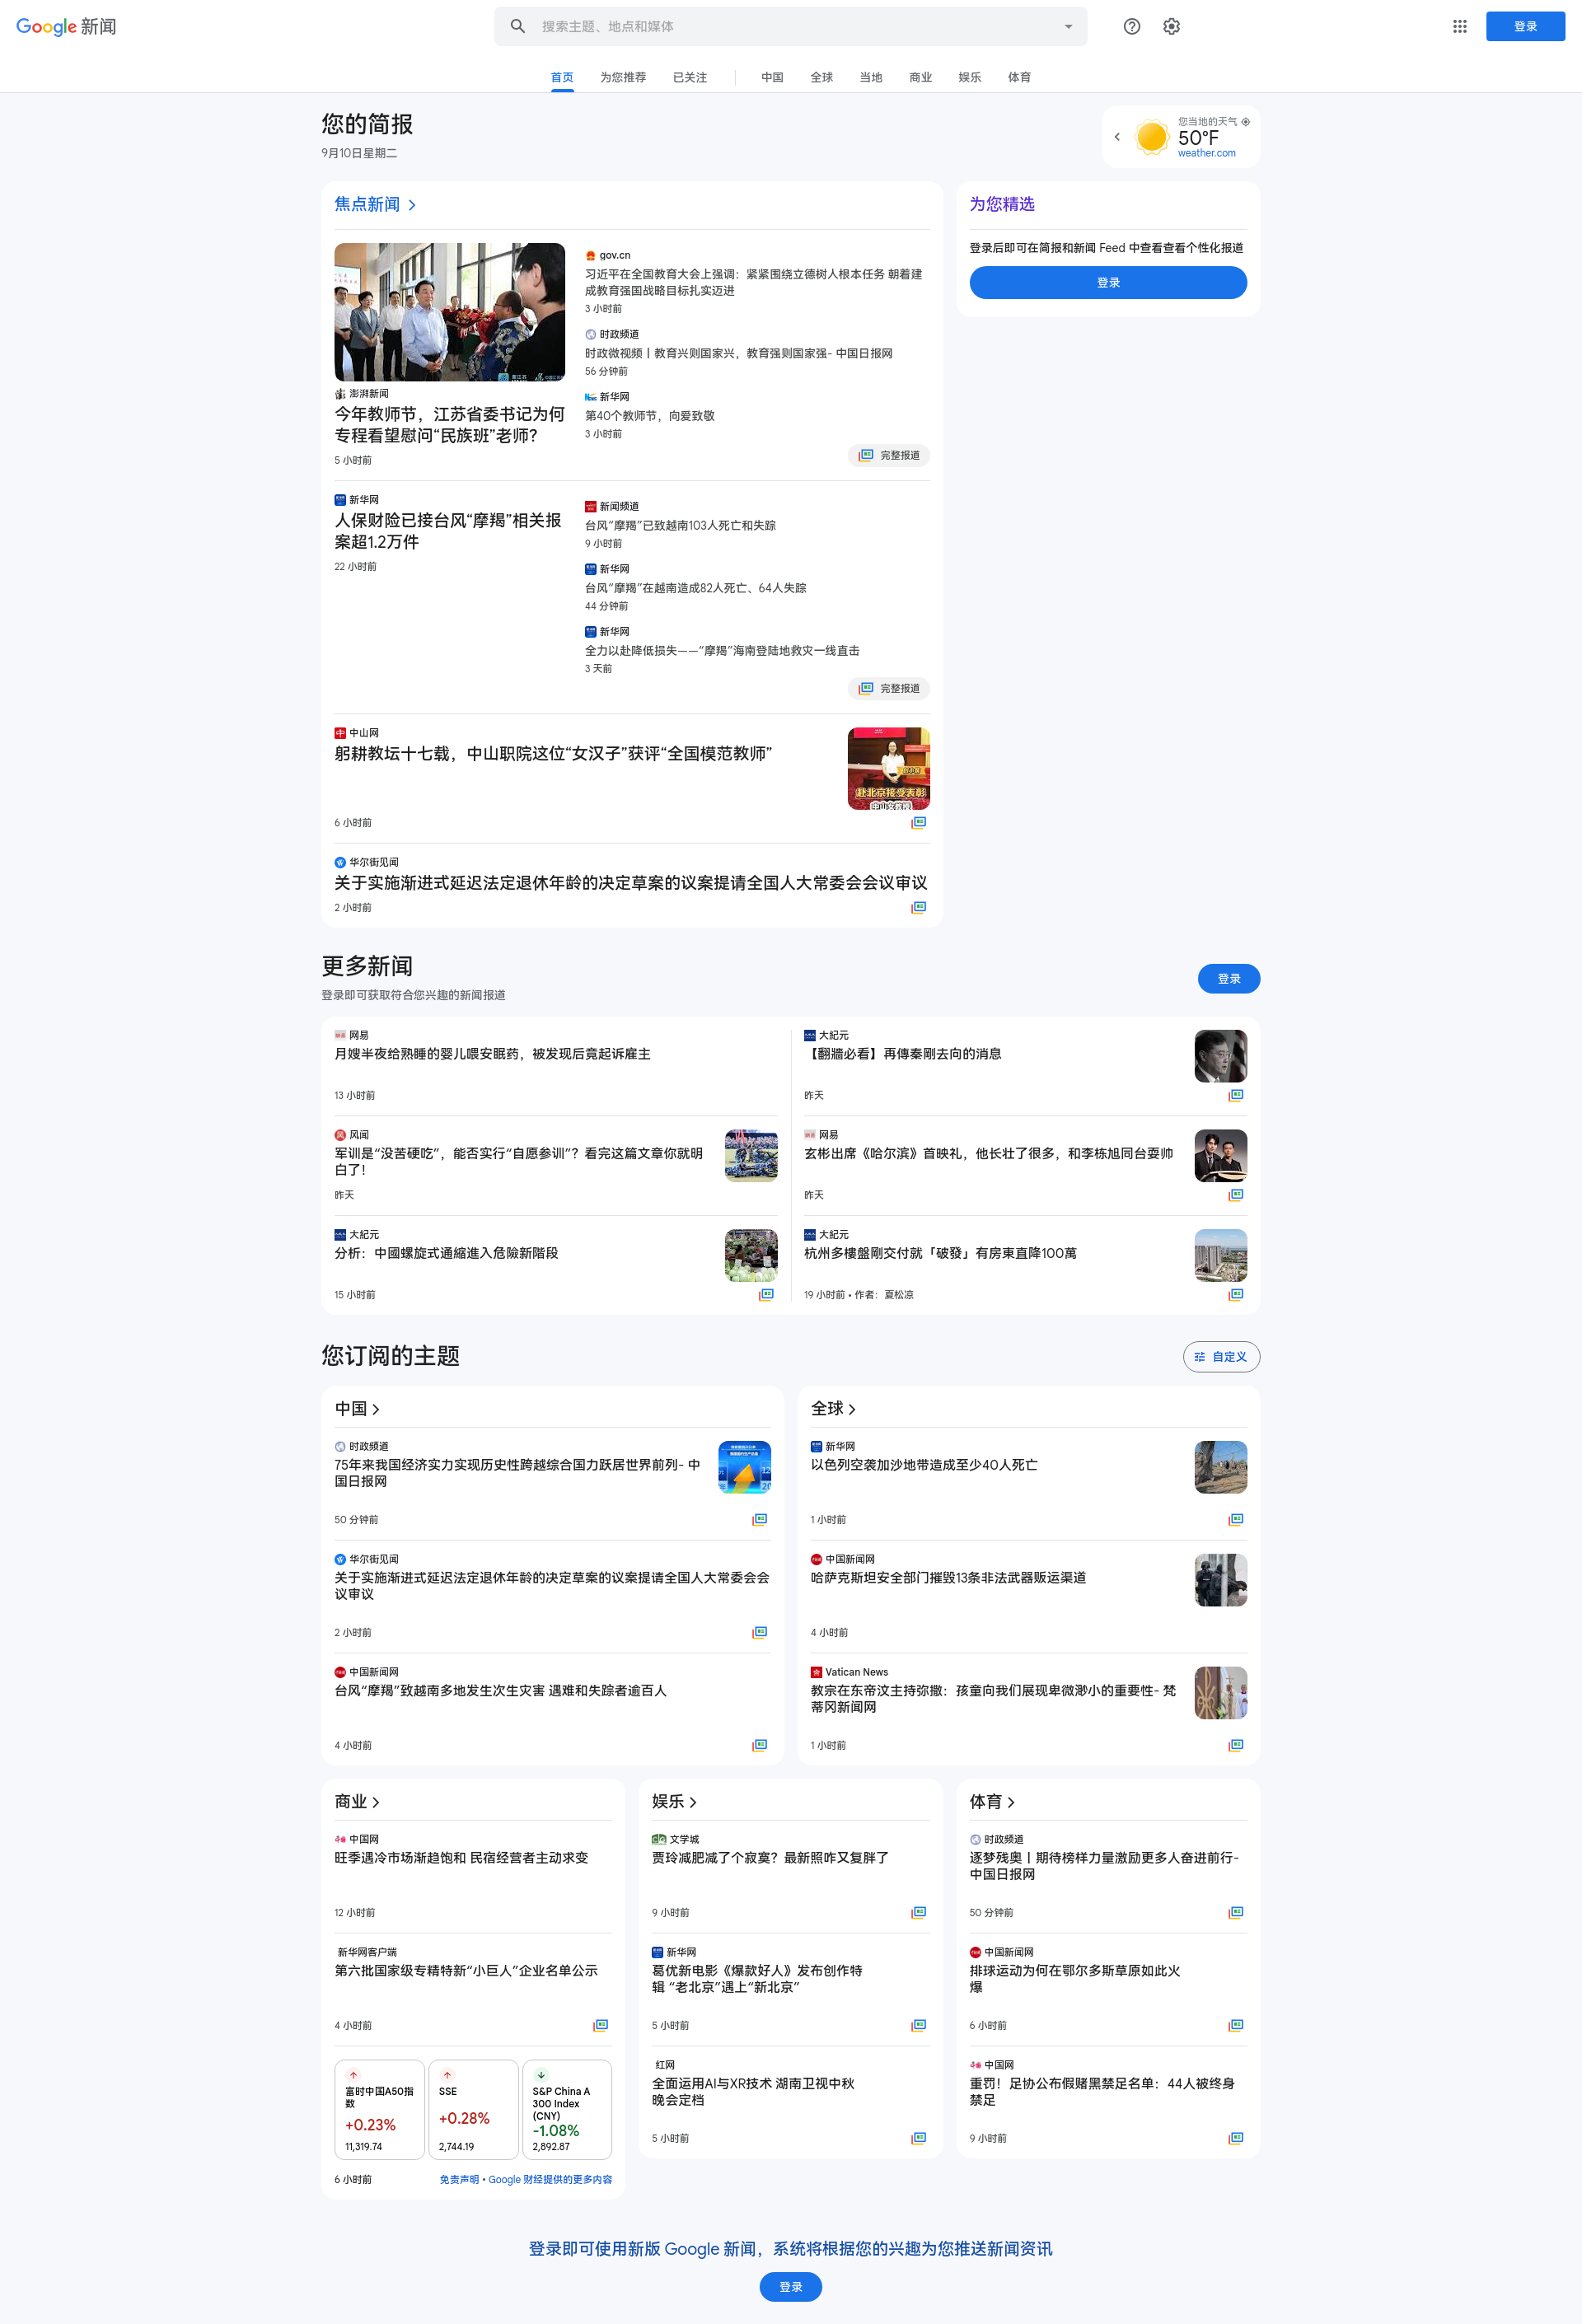 Google 新闻
搜索主题、地点和媒体
登录
首页
为您推荐
已关注
中国
全球
当地
商业
娱乐
体育
您的简报
9月10日星期二
您当地的天气
50°F
weather.com
焦点新闻
澎湃新闻
今年教师节，江苏省委书记为何
专程看望慰问“民族班”老师？
5 小时前
gov.cn
习近平在全国教育大会上强调：紧紧围绕立德树人根本任务 朝着建
成教育强国战略目标扎实迈进
3 小时前
时政频道
时政微视频丨教育兴则国家兴，教育强则国家强- 中国日报网
56 分钟前
新华网
第40个教师节，向爱致敬
3 小时前
完整报道
新华网
人保财险已接台风“摩羯”相关报
案超1.2万件
22 小时前
新闻频道
台风“摩羯”已致越南103人死亡和失踪
9 小时前
新华网
台风“摩羯”在越南造成82人死亡、64人失踪
44 分钟前
新华网
全力以赴降低损失——“摩羯”海南登陆地救灾一线直击
3 天前
完整报道
中山网
躬耕教坛十七载，中山职院这位“女汉子”获评“全国模范教师”
赴北京接受表彰
中山女教授
6 小时前
华尔街见闻
关于实施渐进式延迟法定退休年龄的决定草案的议案提请全国人大常委会会议审议
2 小时前
为您精选
登录后即可在简报和新闻 Feed 中查看查看个性化报道
登录
更多新闻
登录即可获取符合您兴趣的新闻报道
登录
网易
月嫂半夜给熟睡的婴儿喂安眠药，被发现后竟起诉雇主
13 小时前
风闻
军训是“没苦硬吃”，能否实行“自愿参训”？看完这篇文章你就明
白了！
昨天
大紀元
分析：中國螺旋式通縮進入危險新階段
15 小时前
大紀元
【翻牆必看】再傳秦剛去向的消息
昨天
网易
玄彬出席《哈尔滨》首映礼，他长壮了很多，和李栋旭同台耍帅
昨天
大紀元
杭州多樓盤剛交付就「破發」有房東直降100萬
19 小时前 • 作者：夏松凉
您订阅的主题
自定义
中国
时政频道
75年来我国经济实力实现历史性跨越综合国力跃居世界前列- 中
国日报网
50 分钟前
华尔街见闻
关于实施渐进式延迟法定退休年龄的决定草案的议案提请全国人大常委会会
议审议
2 小时前
中国新闻网
台风“摩羯”致越南多地发生次生灾害 遇难和失踪者逾百人
4 小时前
全球
新华网
以色列空袭加沙地带造成至少40人死亡
1 小时前
中国新闻网
哈萨克斯坦安全部门摧毁13条非法武器贩运渠道
4 小时前
Vatican News
教宗在东帝汶主持弥撒：孩童向我们展现卑微渺小的重要性- 梵
蒂冈新闻网
1 小时前
商业
中国网
旺季遇冷市场渐趋饱和 民宿经营者主动求变
12 小时前
新华网客户端
第六批国家级专精特新“小巨人”企业名单公示
4 小时前
富时中国A50指
数
+0.23%
11,319.74
SSE
+0.28%
2,744.19
S&P China A
300 Index
(CNY)
-1.08%
2,892.87
6 小时前
免责声明 • Google 财经提供的更多内容
娱乐
文学城
贾玲减肥减了个寂寞？最新照咋又复胖了
9 小时前
新华网
葛优新电影《爆款好人》发布创作特
辑 “老北京”遇上“新北京”
5 小时前
红网
全面运用AI与XR技术 湖南卫视中秋
晚会定档
5 小时前
体育
时政频道
逐梦残奥丨期待榜样力量激励更多人奋进前行-
中国日报网
50 分钟前
中国新闻网
排球运动为何在鄂尔多斯草原如此火
爆
6 小时前
中国网
重罚！足协公布假赌黑禁足名单：44人被终身
禁足
9 小时前
登录即可使用新版 Google 新闻，系统将根据您的兴趣为您推送新闻资讯
登录